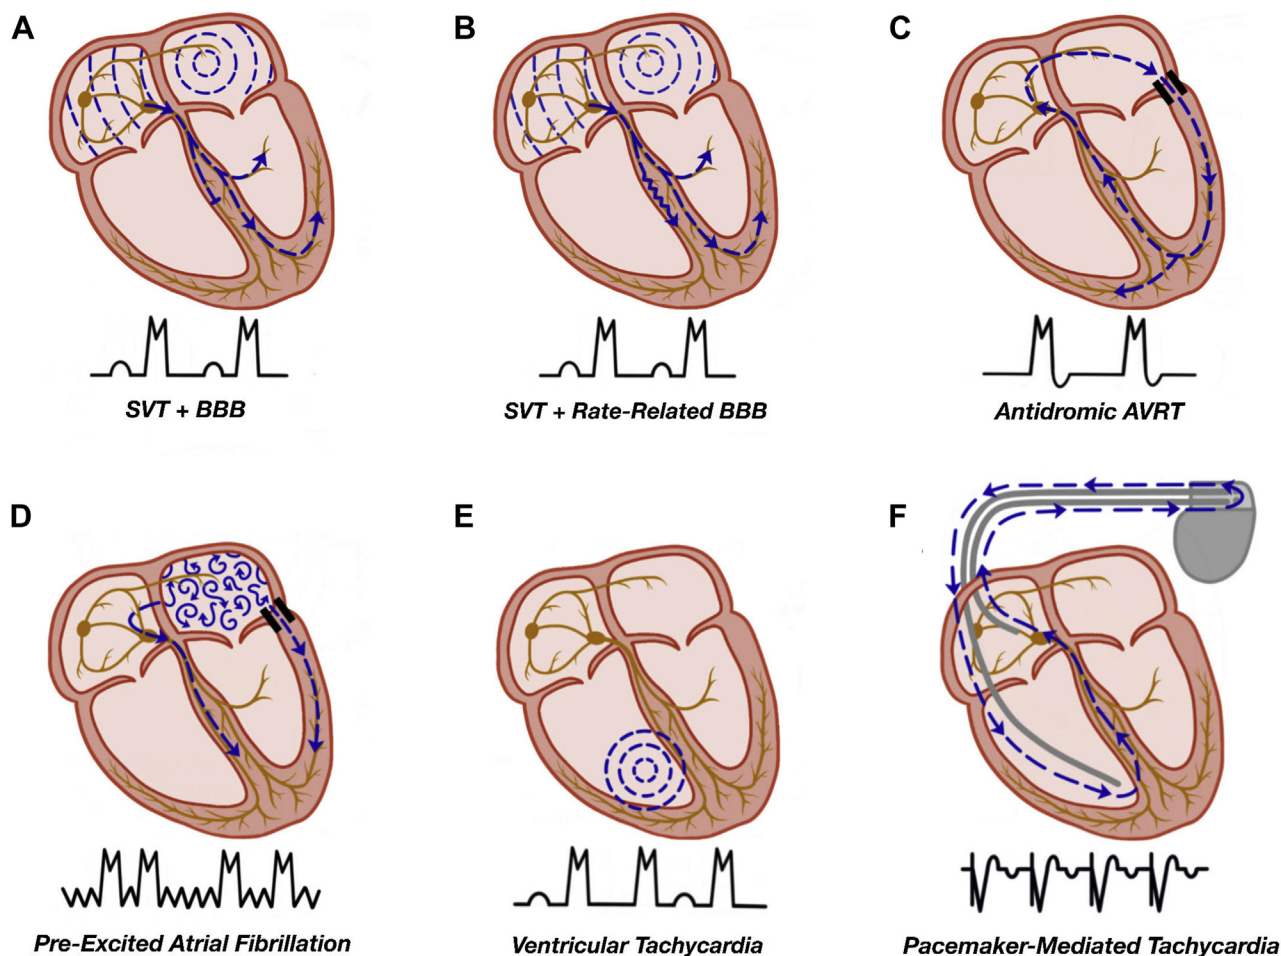 A
B
C
SVT + BBB
SVT + Rate-Related BBB
Antidromic AVRT
D
E
F
Pre-Excited Atrial Fibrillation
Ventricular Tachycardia
Pacemaker-Mediated Tachycardia